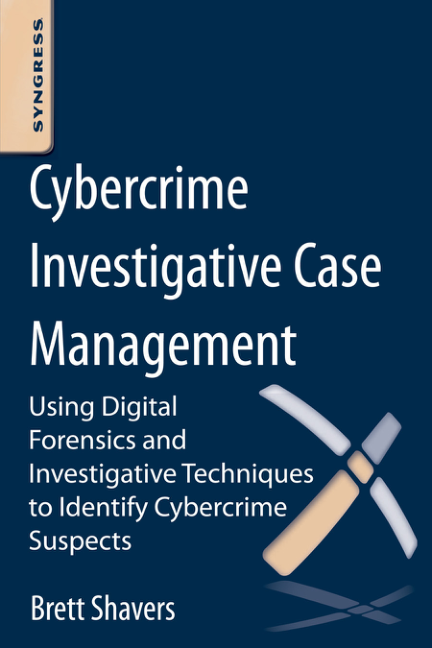 SYNGRESS
Cybercrime
Investigative Case
Management
Using Digital
Forensics and
Investigative Techniques
to Identify Cybercrime
Suspects
Brett Shavers